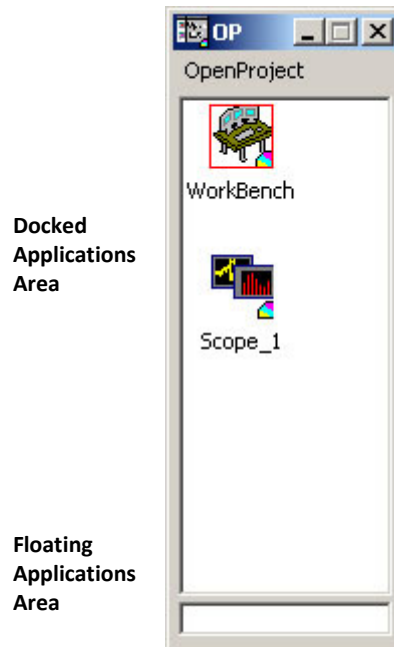 OP
OpenProject
WorkBench
Docked
Applications
Area
Scope_1
Floating
Applications
Area